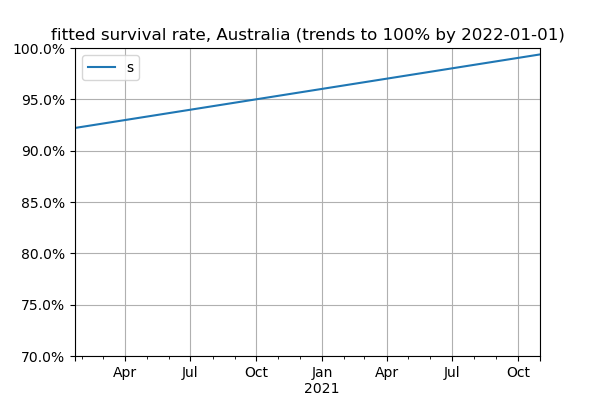 fitted survival rate, Australia (trends to 100% by 2022-01-01)
s
100.0%
95.0%
90.0%
85.0%
80.0%
75.0%
70.0%
Apr Jul Oct Jan Apr Jul Oct
2021